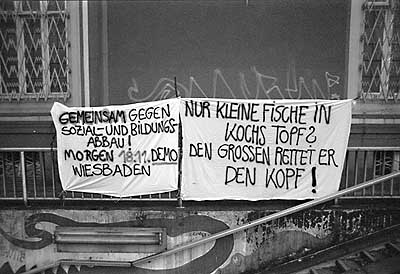 GEMEINSAM GEGEN
SOZIAL-UND BILDUNGS-
ABBAU!
MORGEN 18.11. DEMO
WIESBADEN
NUR KLEINE FISCHE IN
KOCHS TOPF?
DEN GROSSEN RETTET ER
DEN KOPF!